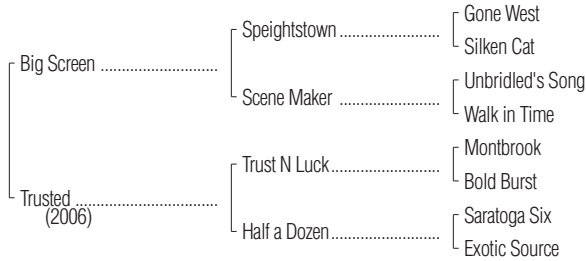 Gone West
Speightstown
Silken Cat
Big Screen
Unbridled's Song
Scene Maker
Walk in Time
Montbrook
Trust N Luck
Bold Burst
Trusted
(2006)
Saratoga Six
Half a Dozen
Exotic Source